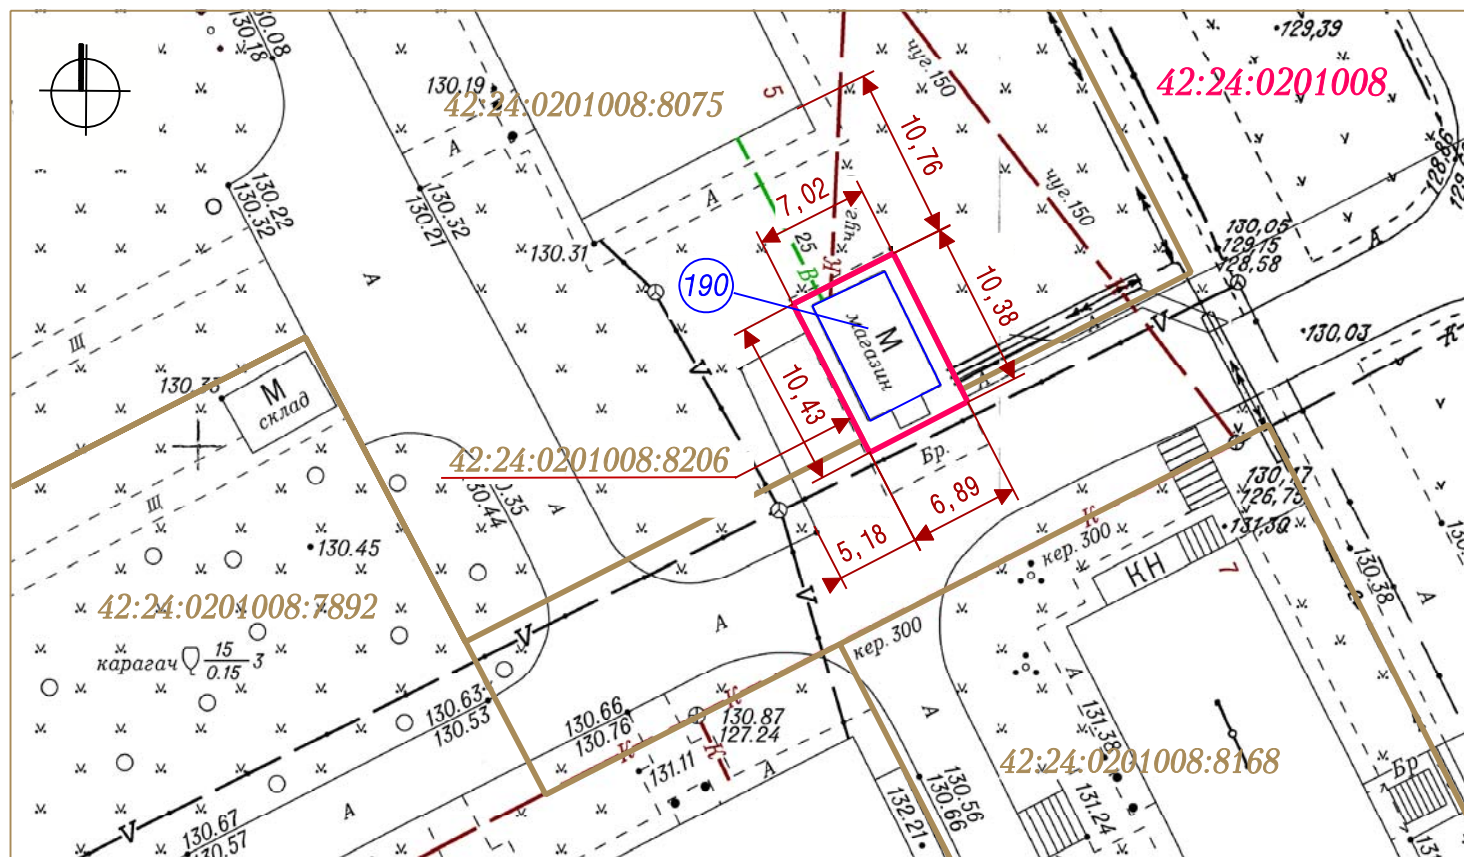 130.08
130.18
129,39
чуг.150
42:24:0201008
130.19
42:24:0201008:8075
5
10,76
А
128.86
130.22
130.32
130.32
130.21
А
7,02
чуг.
чуг.150
25
В
К
130,05
129,15
128,58
А
130.31
А
190
10,38
М
магазин
130,03
Щ
V
А
V
А
130.33
М
склад
10,43
А
42:24:0201008:8206
Бр.
6,89
5,18
130,17
126,75
131,30
Щ
130.44
А
130.45
К
кер. 300
КН
7
130.38
А
42:24:0201008:7892
V
V
А
кер. 300
карагач
15
0.15
3
130.63
130.53
130.66
130.76
К
130.87
127.24
К
К
131.11
А
А
А
131.38
42:24:0201008:8168
Бр
130.56
130.66
132.21
131.24
А
V
130.67
130.57